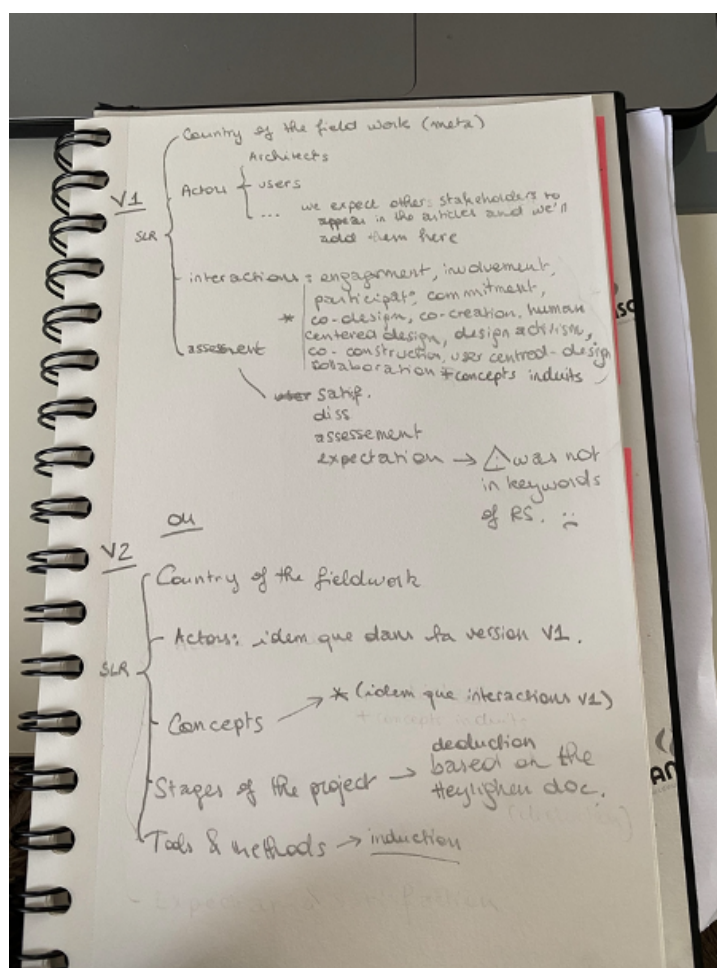 Country of the field work (meta)
Architects
V1
Actors
users
...
we expect others stakeholders to
appear in the articles and we'll
add them here
SLR
interactions : engagement, involvement,
participat°, commitment,
* co-design, co-creation, human
centered design, design activism,
co-construction, user centred-design
collaboration + concepts induits
assessment
user satisf.
diss
assessement
expectation → ⚠ was not
in keywords
of RS. :(
ou
V2
Country of the fieldwork
Actors: idem que dans la version V1.
SLR
Concepts → * (idem que interactions V1)
+ concepts induits
Stages of the project → deduction
based on the
Heylighen doc.
Tools & methods → induction